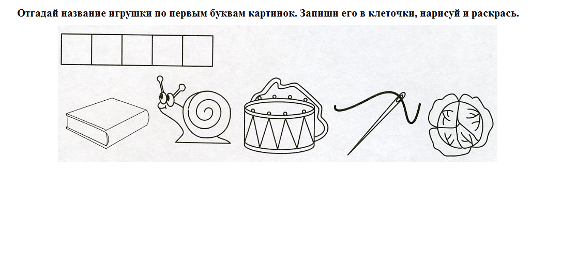 Отгадай название игрушки по первым буквам картинок. Запиши его в клеточки, нарисуй и раскрась.